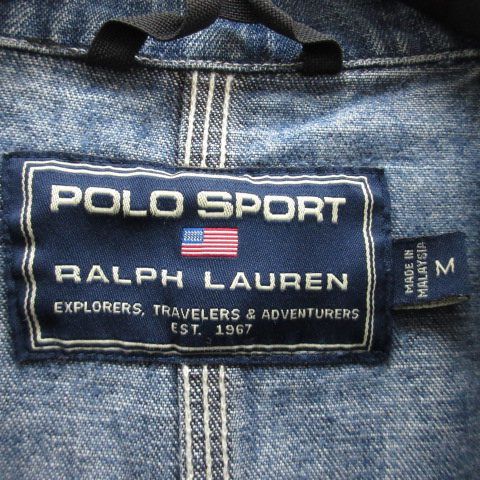 POLO SPORT
RALPH LAUREN
EXPLORERS, TRAVELERS & ADVENTURERS
EST. 1967
MADE IN
MALAYSIA
M